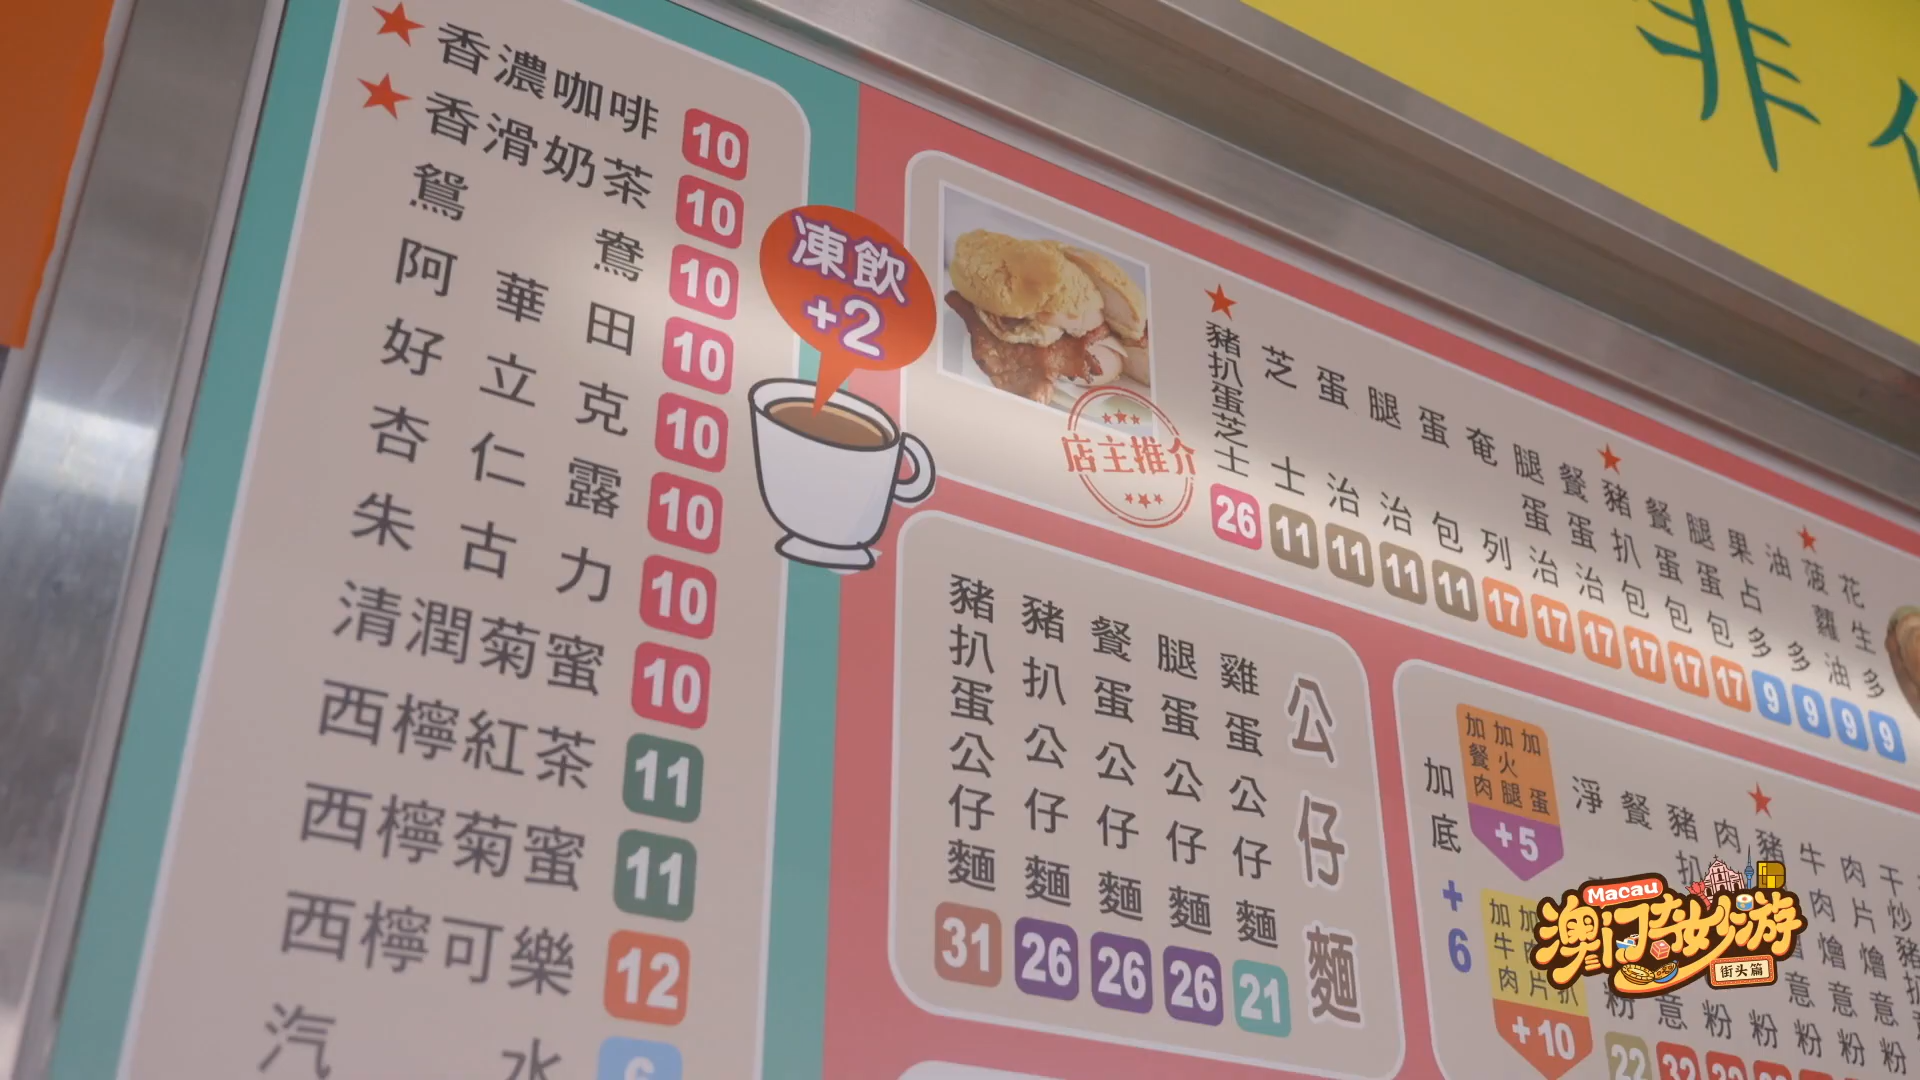 啡
香濃咖啡 10
香滑奶茶 10
鴛鴦 10
阿華田 10
好立克 10
杏仁露 10
朱古力 10
清潤菊蜜 10
西檸紅茶 11
西檸菊蜜 11
西檸可樂 12
汽水 6
凍飲
+2
店主推介
豬扒蛋芝士 26
芝士 11
蛋治 11
腿治 11
蛋包 11
奄列 17
腿蛋治 17
餐蛋治 17
豬扒包 17
餐蛋包 17
腿蛋包 17
果占多 9
油多 9
菠蘿油 9
花生多 9
公仔麵
豬扒蛋公仔麵 31
豬扒公仔麵 26
餐蛋公仔麵 26
腿蛋公仔麵 26
雞蛋公仔麵 21
加底
+6
加餐肉
加火腿
加蛋
+5
加牛肉
+10
Macau
澳门奇妙游
街头篇